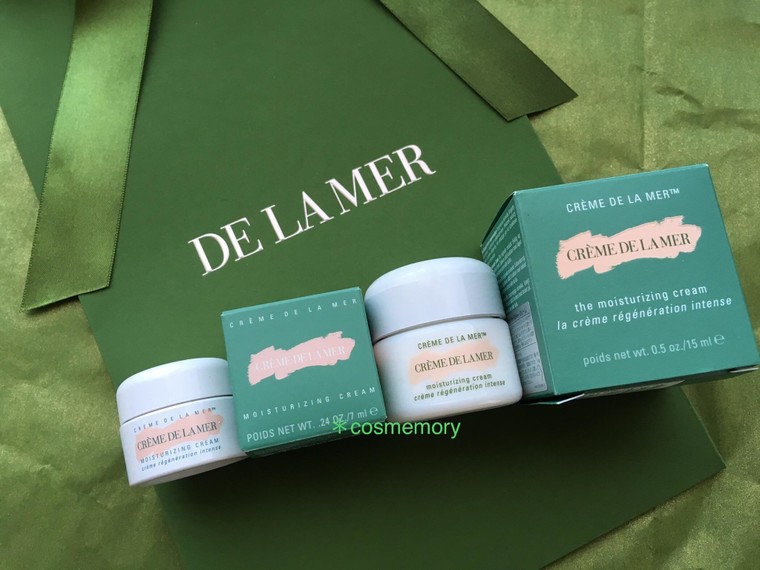 DE LA MER
CRÈME DE LA MER
CRÈME DE LA MER
MOISTURIZING CREAM
crème régénération intense
CRÈME DE LA MER
CRÈME DE LA MER
MOISTURIZING CREAM
POIDS NET WT. .24 OZ/7 ml ℮
CRÈME DE LA MER™
CRÈME DE LA MER
moisturizing cream
crème régénération intense
CRÈME DE LA MER™
CRÈME DE LA MER
the moisturizing cream
la crème régénération intense
poids net wt. 0.5 oz./15 ml ℮
*cosmemory